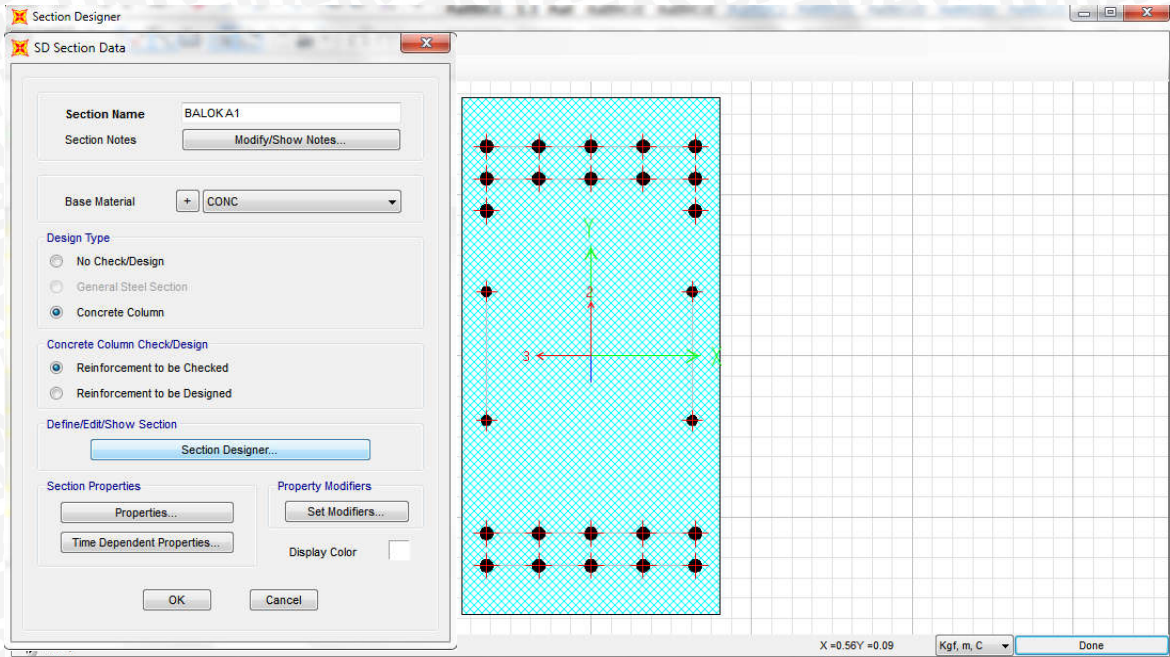 Section Designer
SD Section Data
Section Name BALOK A1
Section Notes Modify/Show Notes...
Base Material + CONC
Design Type
No Check/Design
General Steel Section
Concrete Column
Concrete Column Check/Design
Reinforcement to be Checked
Reinforcement to be Designed
Define/Edit/Show Section
Section Designer...
Section Properties
Properties...
Time Dependent Properties...
Property Modifiers
Set Modifiers...
Display Color
OK Cancel
Y
2
3 X
X =0.56Y =0.09 Kgf, m, C Done